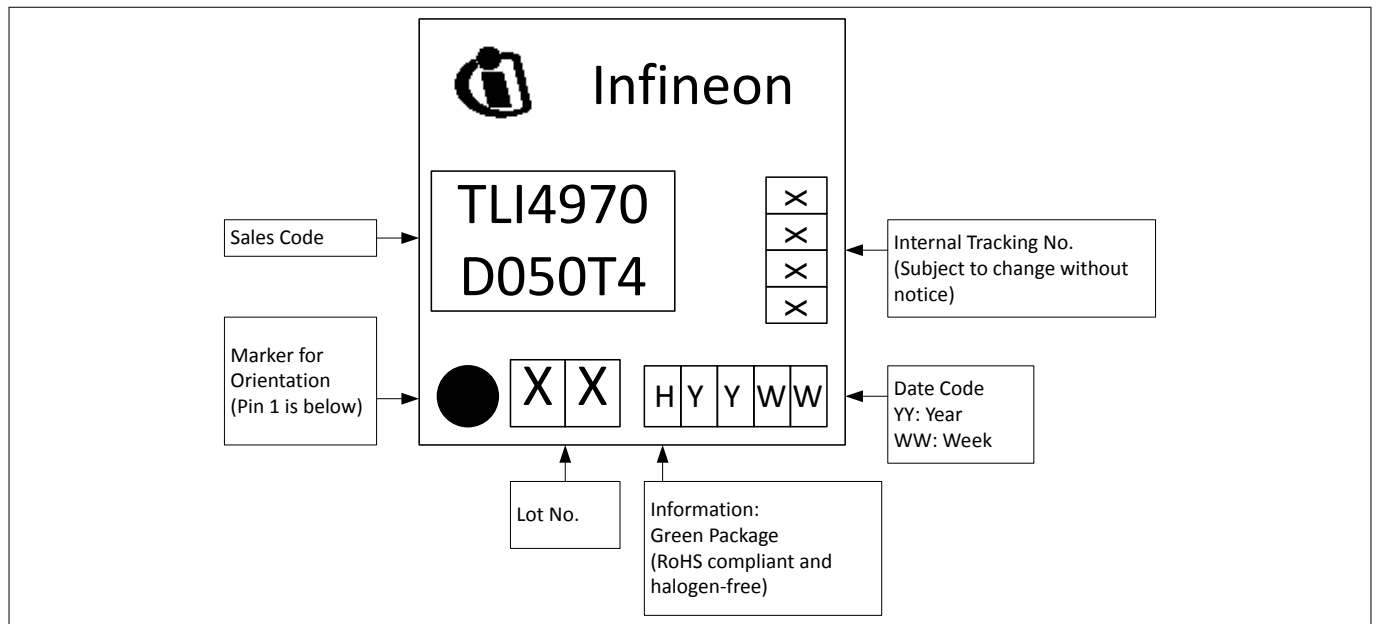 Infineon
TLI4970
D050T4
X
X
X
X
Sales Code
Internal Tracking No.
(Subject to change without
notice)
Marker for
Orientation
(Pin 1 is below)
X X
H Y Y W W
Date Code
YY: Year
WW: Week
Lot No.
Information:
Green Package
(RoHS compliant and
halogen-free)